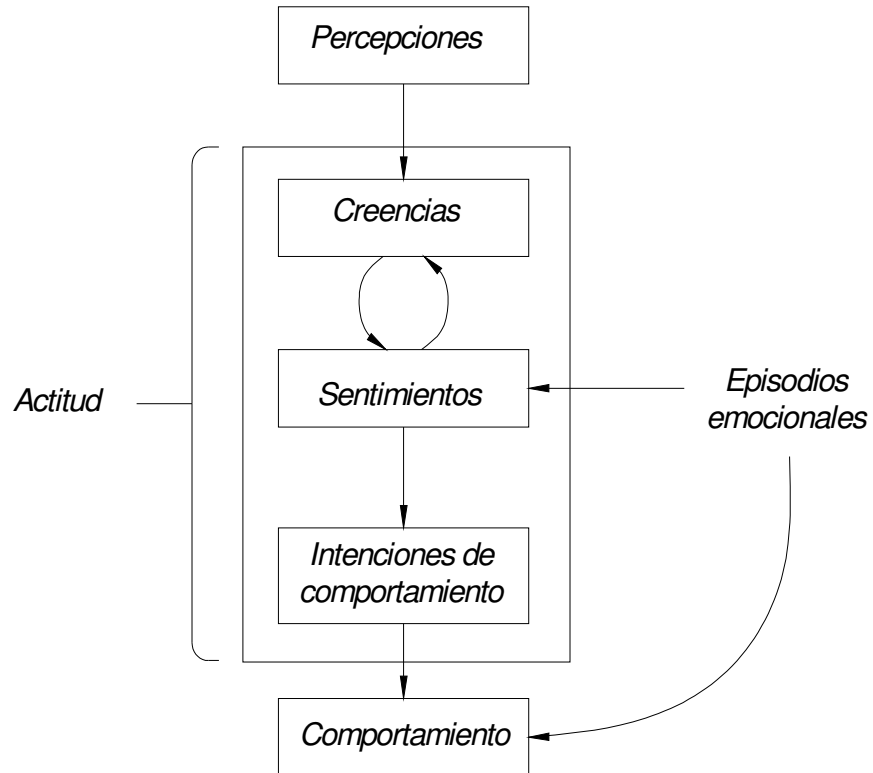 Percepciones
Creencias
Sentimientos
Actitud
Episodios
emocionales
Intenciones de
comportamiento
Comportamiento